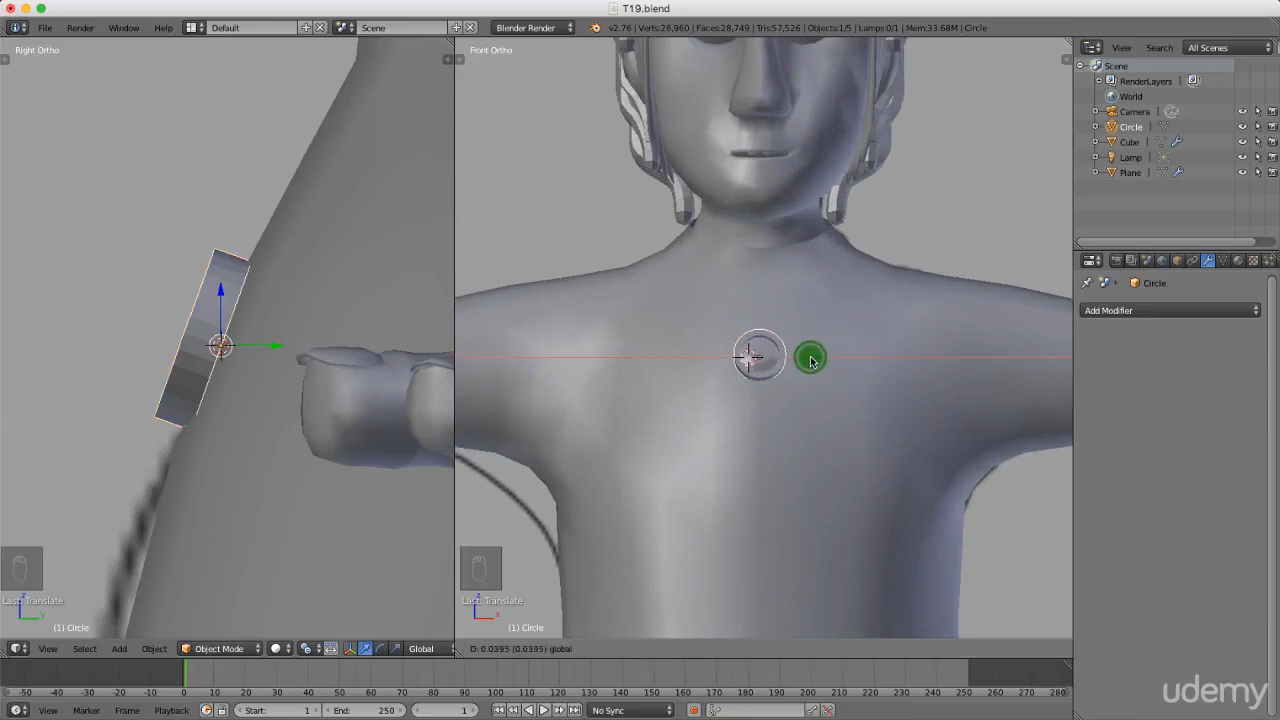 T19.blend
File Render Window Help Default Scene Blender Render v2.76 | Verts:28,960 | Faces:28,749 | Tris:57,526 | Objects:1/5 | Lamps:0/1 | Mem:33.68M | Circle
Right Ortho
Front Ortho
View Search All Scenes
Scene
RenderLayers
World
Camera
Circle
Cube
Lamp
Plane
Circle
Add Modifier
Last: Translate
Last: Translate
z y
z x
(1) Circle
(1) Circle
View Select Add Object Object Mode Global D: 0.0395 (0.0395) global
-50 -40 -30 -20 -10 0 10 20 30 40 50 60 70 80 90 100 110 120 130 140 150 160 170 180 190 200 210 220 230 240 250 260 270 280
View Marker Frame Playback Start: 1 End: 250 1 No Sync
udemy